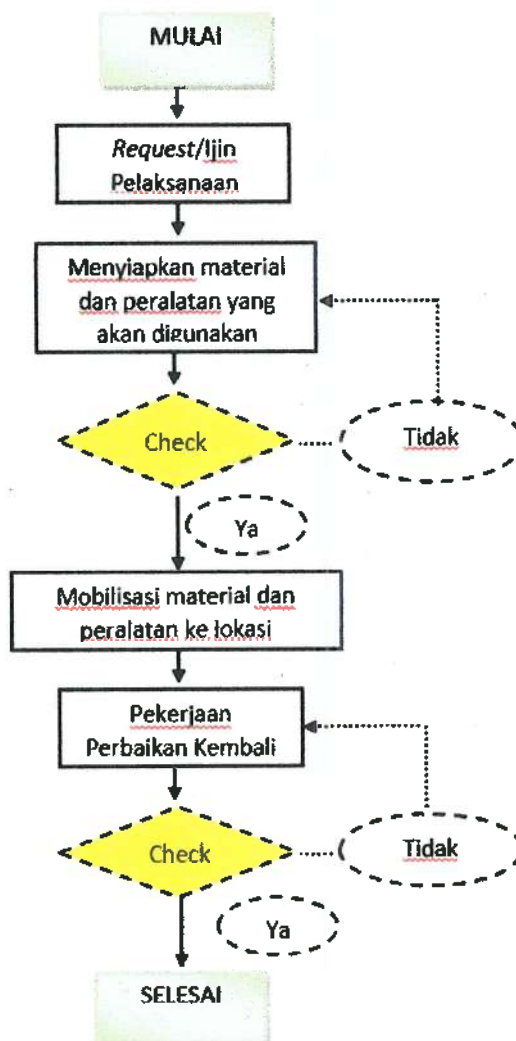 MULAI
Request/Ijin
Pelaksanaan
Menyiapkan material
dan peralatan yang
akan digunakan
Check
Tidak
Ya
Mobilisasi material dan
peralatan ke lokasi
Pekerjaan
Perbaikan Kembali
Check
Tidak
Ya
SELESAI